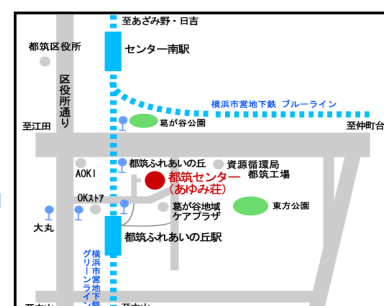 至あざみ野・日吉
都筑区役所
センター南駅
区役所通り
横浜市営地下鉄 ブルーライン
葛が谷公園
至江田
至仲町台
都筑ふれあいの丘
資源循環局
都筑工場
AOKI
都筑センター
(あゆみ荘)
OKストア
葛が谷地域
ケアプラザ
東方公園
大丸
都筑ふれあいの丘駅
横浜市営地下鉄
グリーンライン